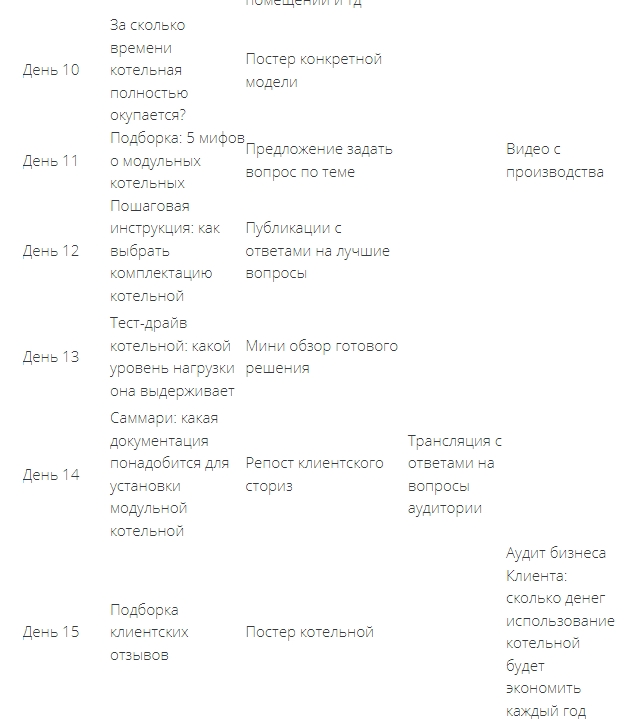 помещений и тд
День 10
За сколько
времени
котельная
полностью
окупается?
Постер конкретной
модели
День 11
Подборка: 5 мифов
о модульных
котельных
Предложение задать
вопрос по теме
Видео с
производства
День 12
Пошаговая
инструкция: как
выбрать
комплектацию
котельной
Публикации с
ответами на лучшие
вопросы
День 13
Тест-драйв
котельной: какой
уровень нагрузки
она выдерживает
Мини обзор готового
решения
День 14
Саммари: какая
документация
понадобится для
установки
модульной
котельной
Репост клиентского
сториз
Трансляция с
ответами на
вопросы
аудитории
День 15
Подборка
клиентских
отзывов
Постер котельной
Аудит бизнеса
Клиента:
сколько денег
использование
котельной
будет
экономить
каждый год